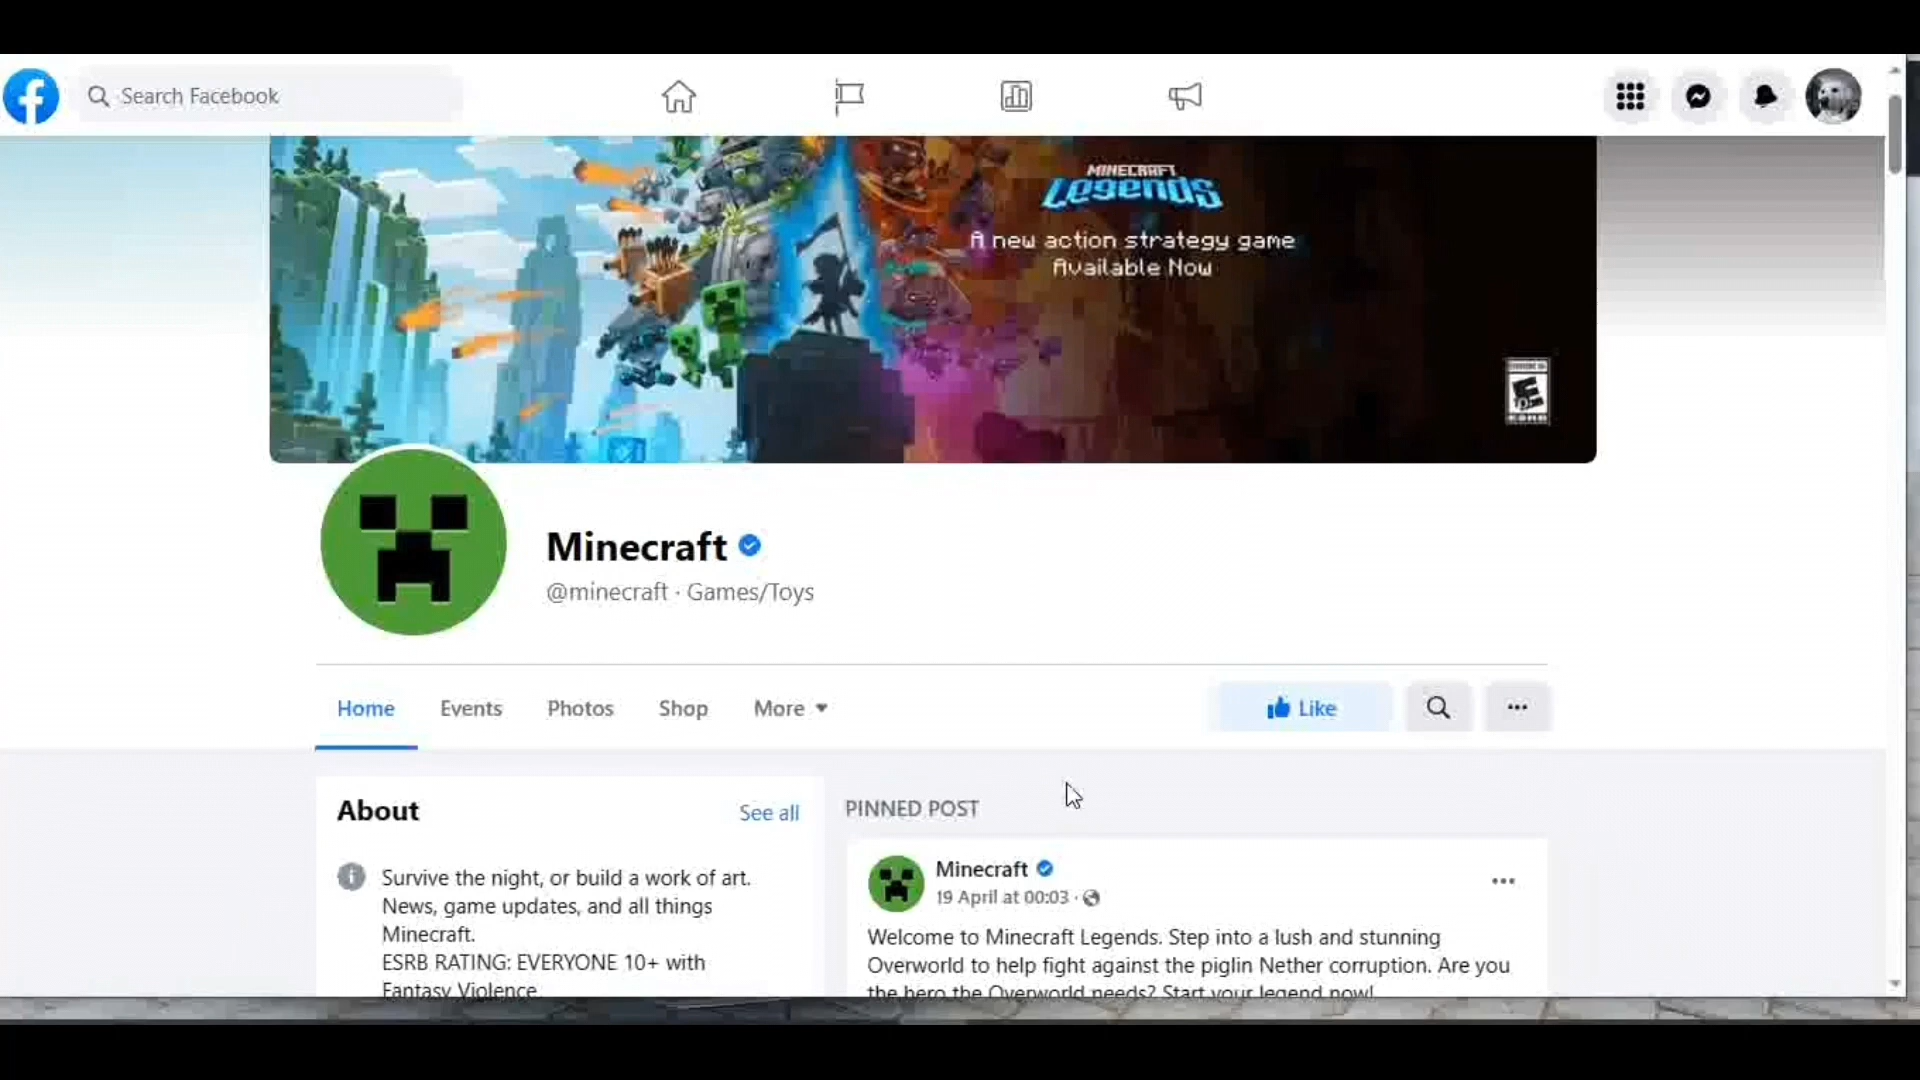 Search Facebook
MINECRAFT
Legends
A new action strategy game
Available Now
Minecraft
@minecraft · Games/Toys
Home
Events
Photos
Shop
More
Like
About
See all
Survive the night, or build a work of art.
News, game updates, and all things
Minecraft.
ESRB RATING: EVERYONE 10+ with
Fantasy Violence.
PINNED POST
Minecraft
19 April at 00:03 ·
Welcome to Minecraft Legends. Step into a lush and stunning
Overworld to help fight against the piglin Nether corruption. Are you
the hero the Overworld needs? Start your legend now!